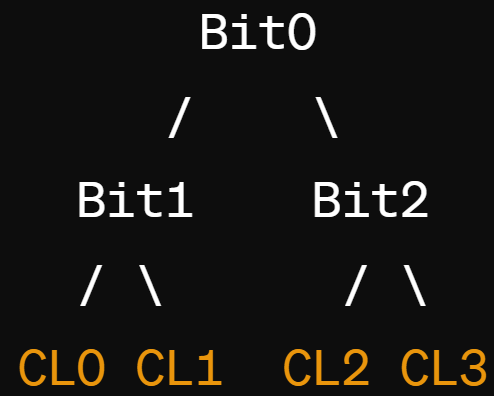 Bit0
/ \
Bit1 Bit2
/ \ / \
CL0 CL1 CL2 CL3